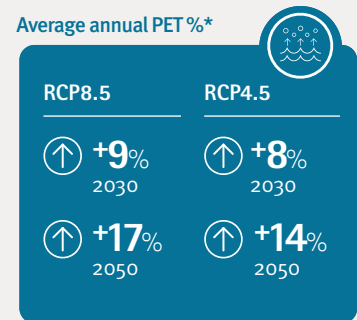 Average annual PET %*
RCP8.5 RCP4.5
+9% +8%
2030 2030
+17% +14%
2050 2050